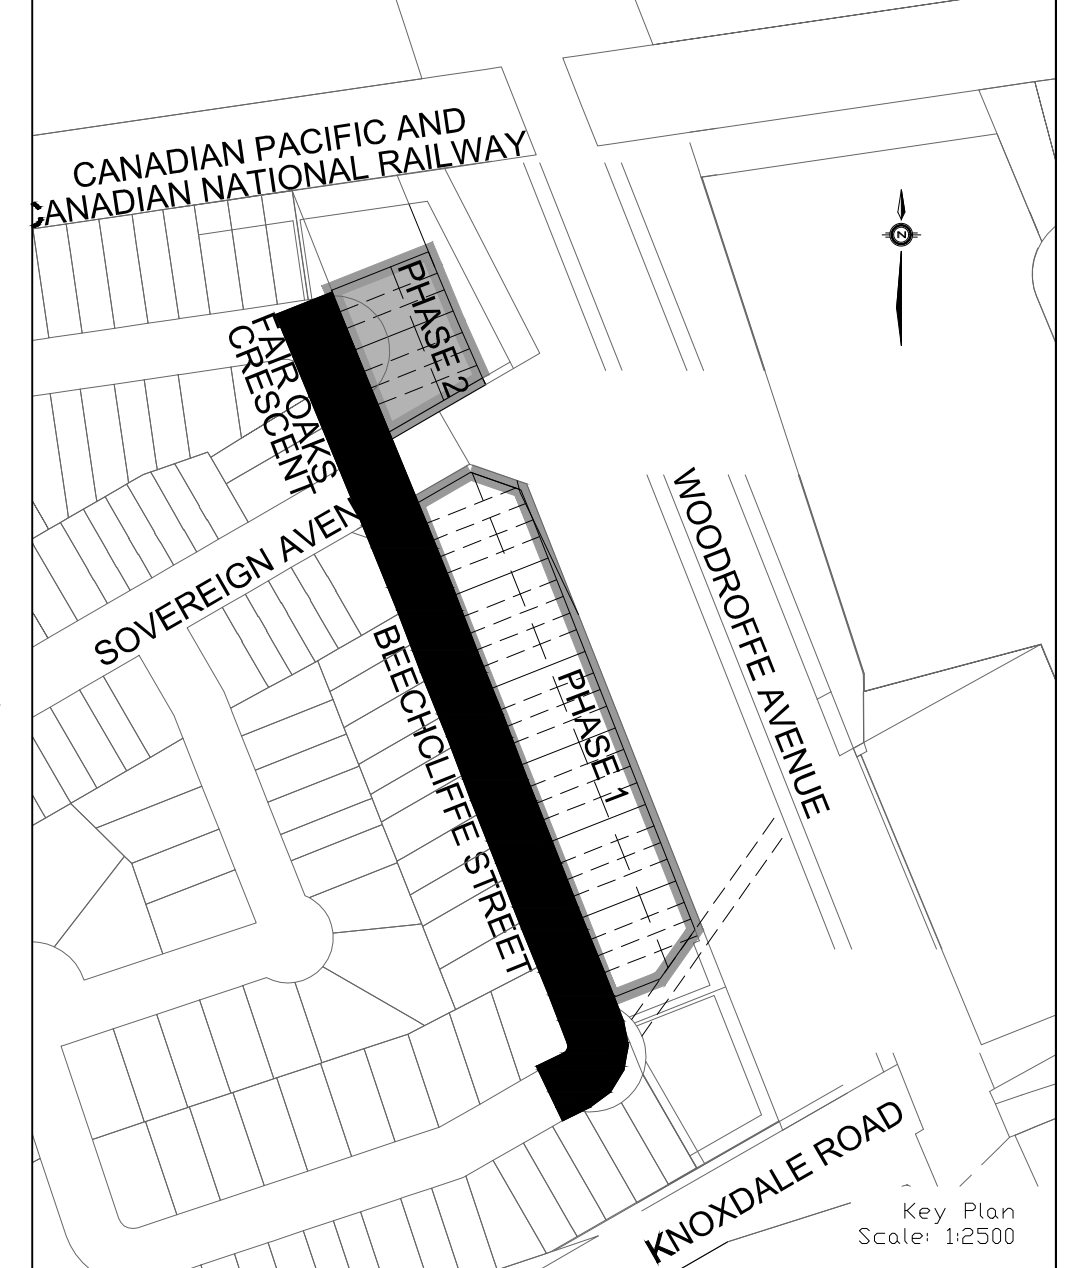 CANADIAN PACIFIC AND
CANADIAN NATIONAL RAILWAY
N
PHASE 2
FAIR OAKS
CRESCENT
SOVEREIGN AVEN
WOODROFFE AVENUE
BEECHCLIFFE STREET
PHASE 1
KNOXDALE ROAD
Key Plan
Scale: 1:2500